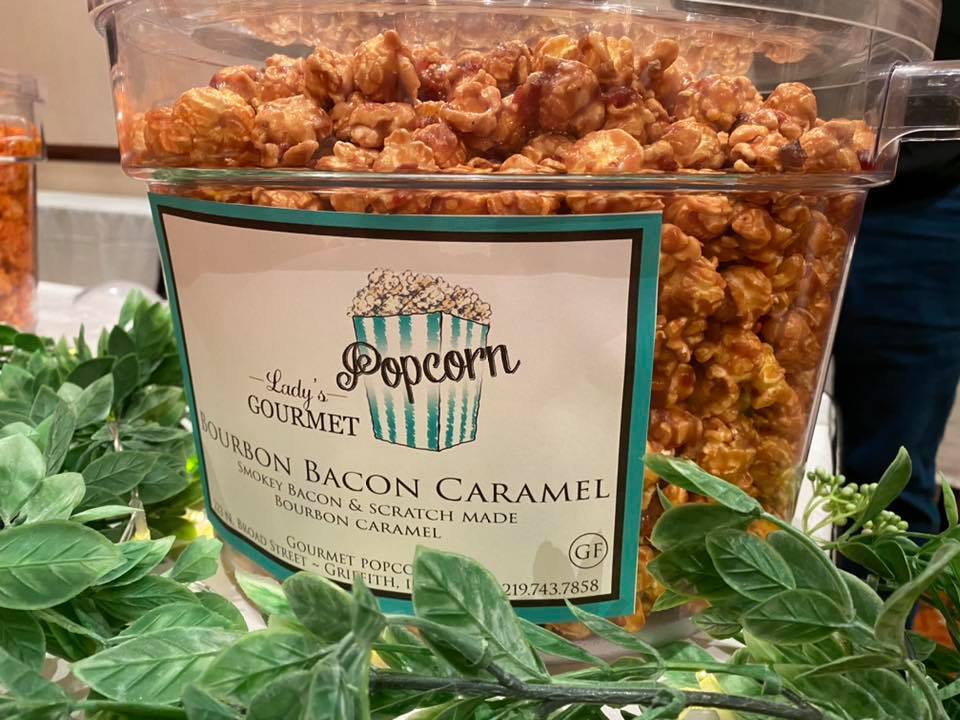 Popcorn
Lady's
GOURMET
BOURBON BACON CARAMEL
SMOKEY BACON & SCRATCH MADE
BOURBON CARAMEL
GF
GOURMET POPCO
N. BROAD STREET ~ GRIFFITH, I
219.743.7858